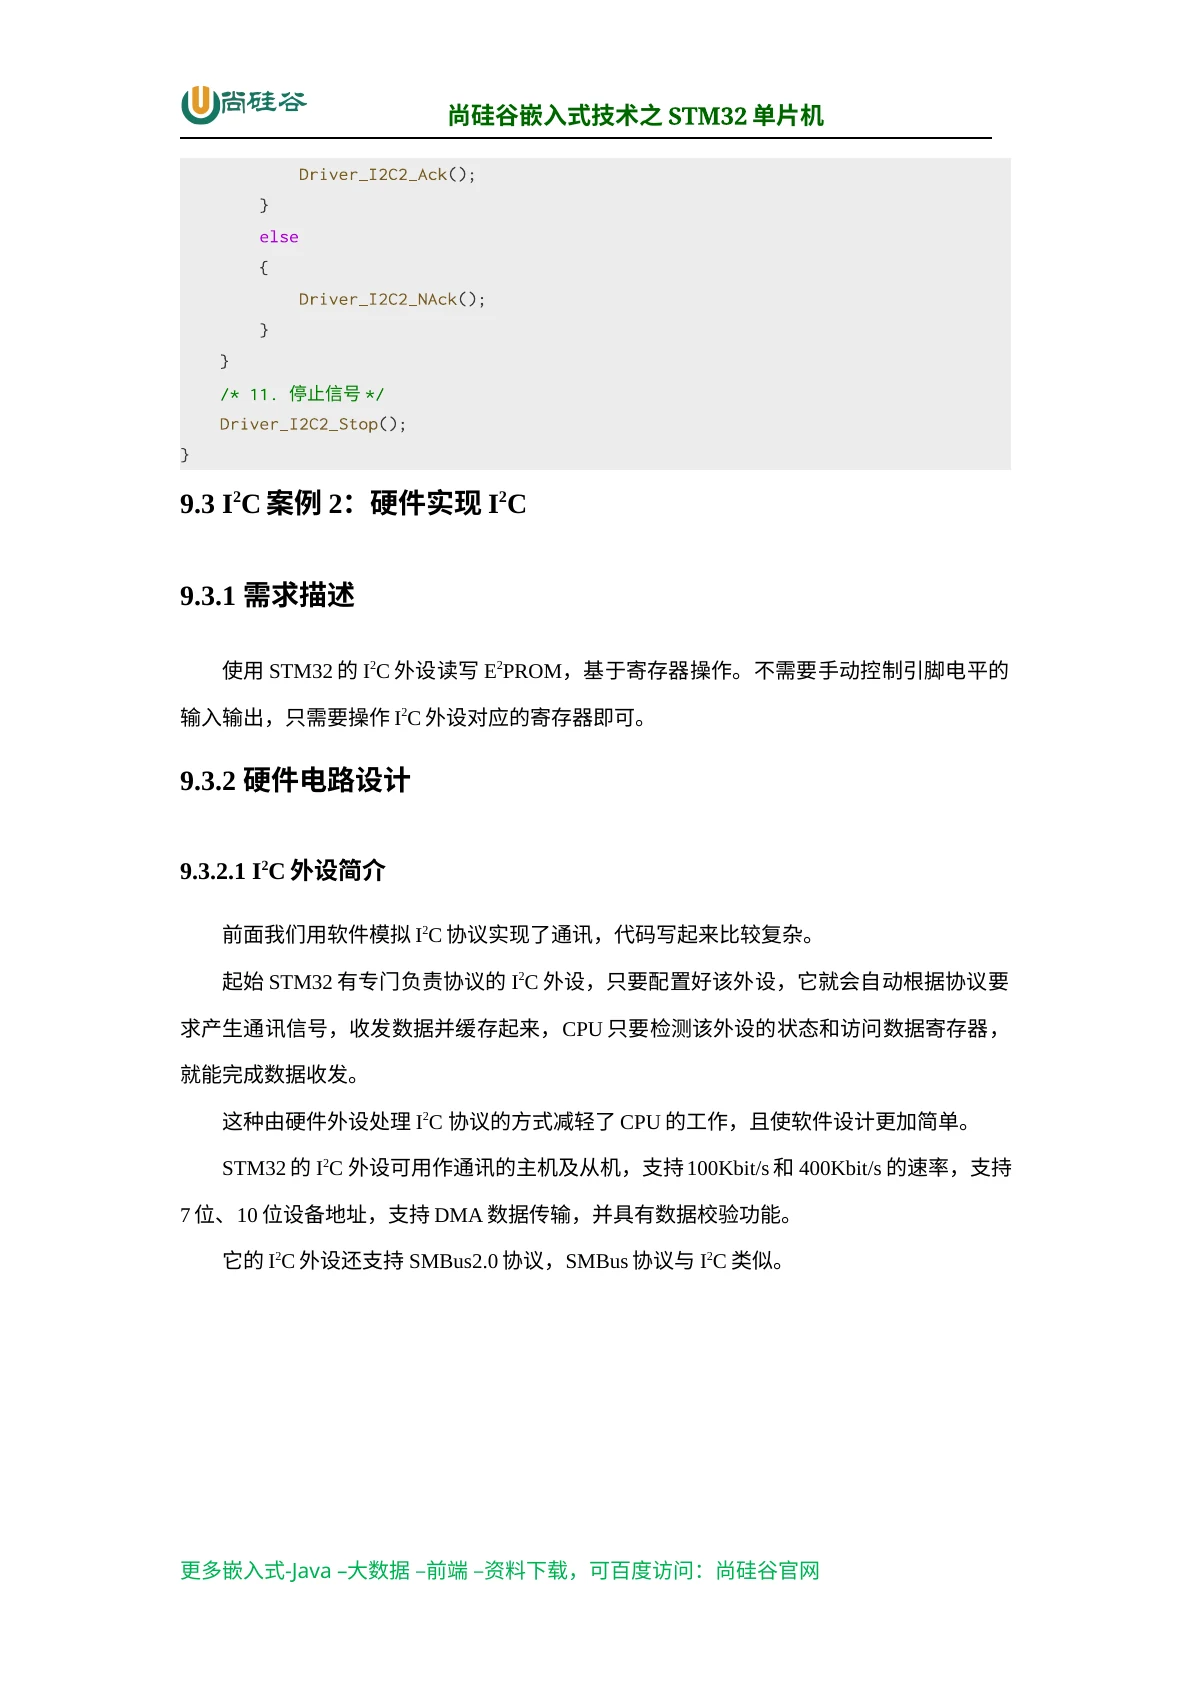 尚硅谷
尚硅谷嵌入式技术之 STM32 单片机
Driver_I2C2_Ack();
}
else
{
Driver_I2C2_NAck();
}
}
/* 11. 停止信号 */
Driver_I2C2_Stop();
}
9.3 I²C 案例 2：硬件实现 I²C
9.3.1 需求描述
使用 STM32 的 I²C 外设读写 E²PROM，基于寄存器操作。不需要手动控制引脚电平的
输入输出，只需要操作 I²C 外设对应的寄存器即可。
9.3.2 硬件电路设计
9.3.2.1 I²C 外设简介
前面我们用软件模拟 I²C 协议实现了通讯，代码写起来比较复杂。
起始 STM32 有专门负责协议的 I²C 外设，只要配置好该外设，它就会自动根据协议要
求产生通讯信号，收发数据并缓存起来，CPU 只要检测该外设的状态和访问数据寄存器，
就能完成数据收发。
这种由硬件外设处理 I²C 协议的方式减轻了 CPU 的工作，且使软件设计更加简单。
STM32 的 I²C 外设可用作通讯的主机及从机，支持 100Kbit/s 和 400Kbit/s 的速率，支持
7 位、10 位设备地址，支持 DMA 数据传输，并具有数据校验功能。
它的 I²C 外设还支持 SMBus2.0 协议，SMBus 协议与 I²C 类似。
更多嵌入式-Java –大数据 –前端 –资料下载，可百度访问：尚硅谷官网